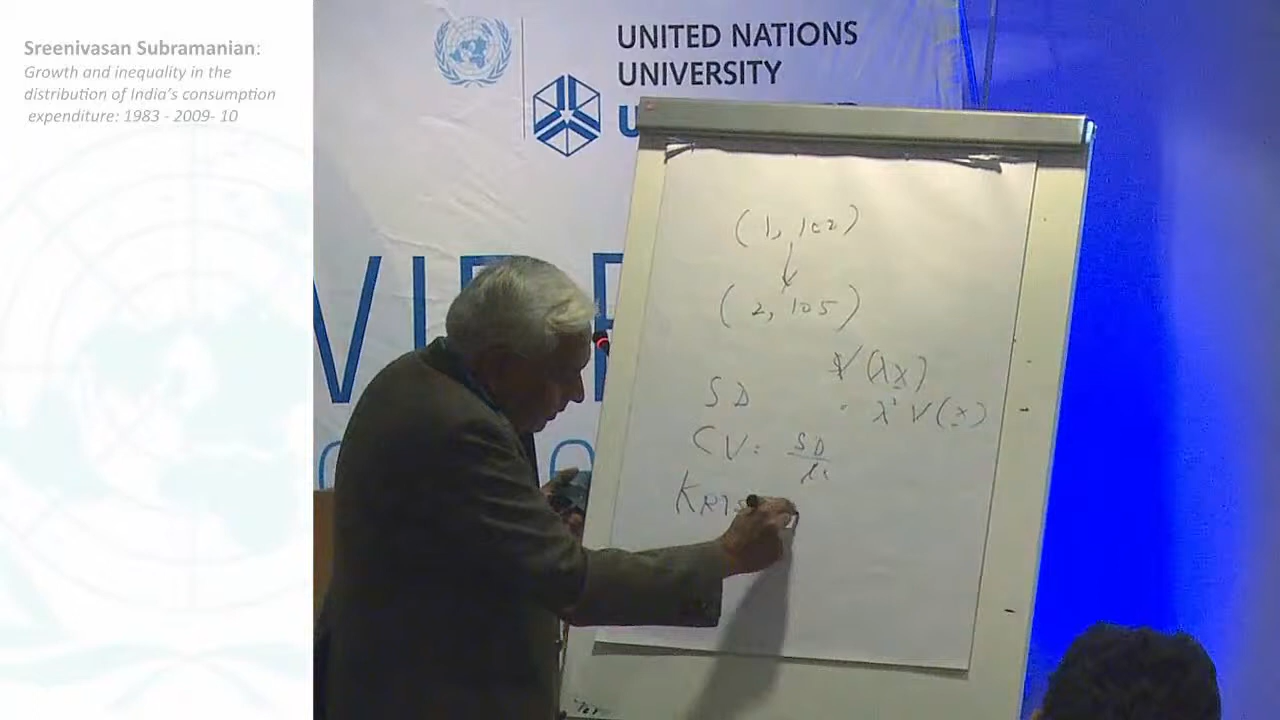 Sreenivasan Subramanian:
Growth and inequality in the
distribution of India's consumption
expenditure: 1983 - 2009- 10
UNITED NATIONS
UNIVERSITY
(1, 102)
(2, 105)
V(λx)
= λ² V(x)
SD
CV = SD
μ
KRIS